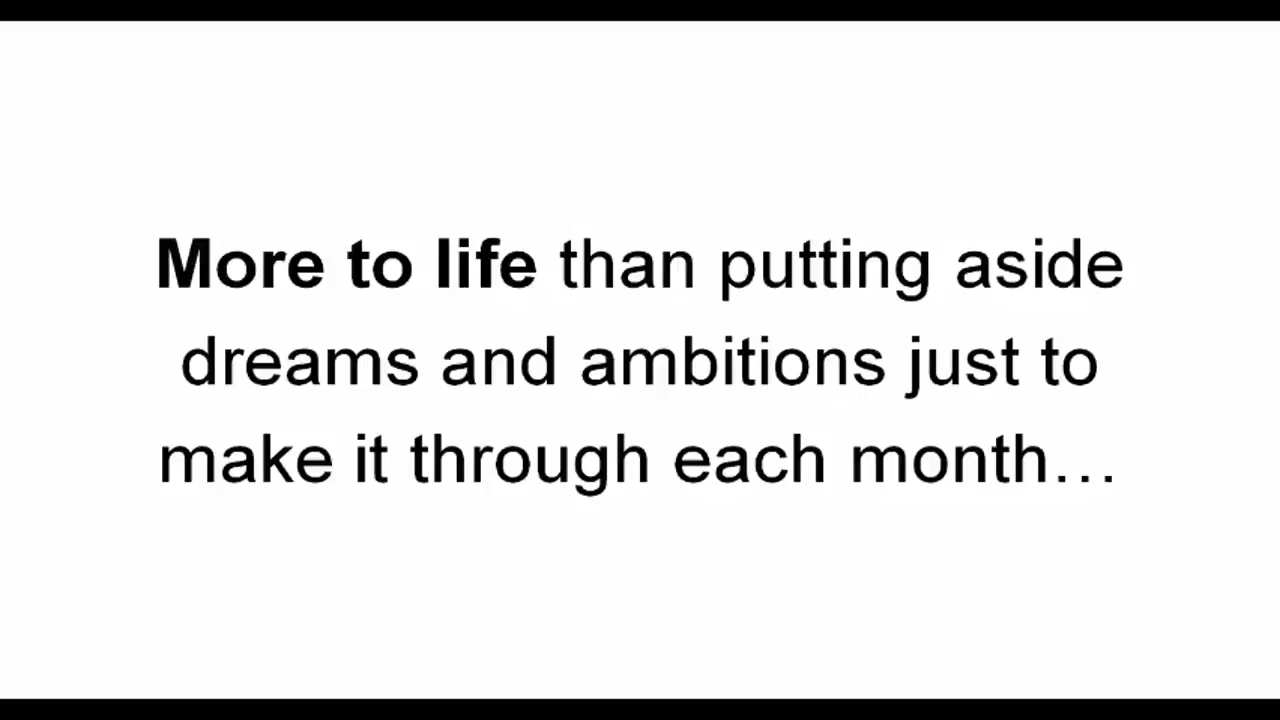 More to life than putting aside
dreams and ambitions just to
make it through each month…